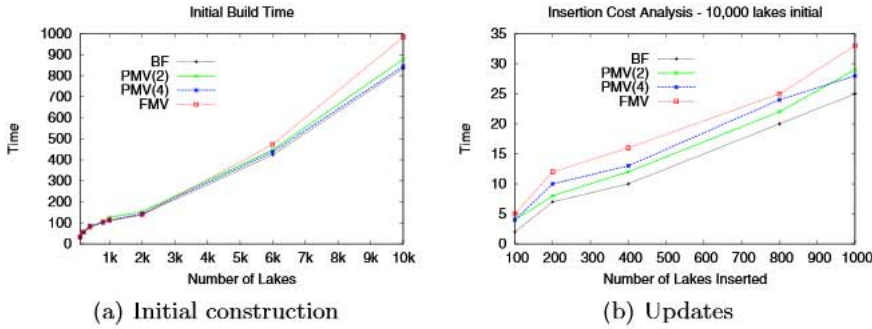 Initial Build Time
1000
900
800
700
600
500
400
300
200
100
0
Time
BF
PMV(2)
PMV(4)
FMV
1k 2k 3k 4k 5k 6k 7k 8k 9k 10k
Number of Lakes
(a) Initial construction
Insertion Cost Analysis - 10,000 lakes initial
35
30
25
20
15
10
5
0
Time
BF
PMV(2)
PMV(4)
FMV
100 200 300 400 500 600 700 800 900 1000
Number of Lakes Inserted
(b) Updates